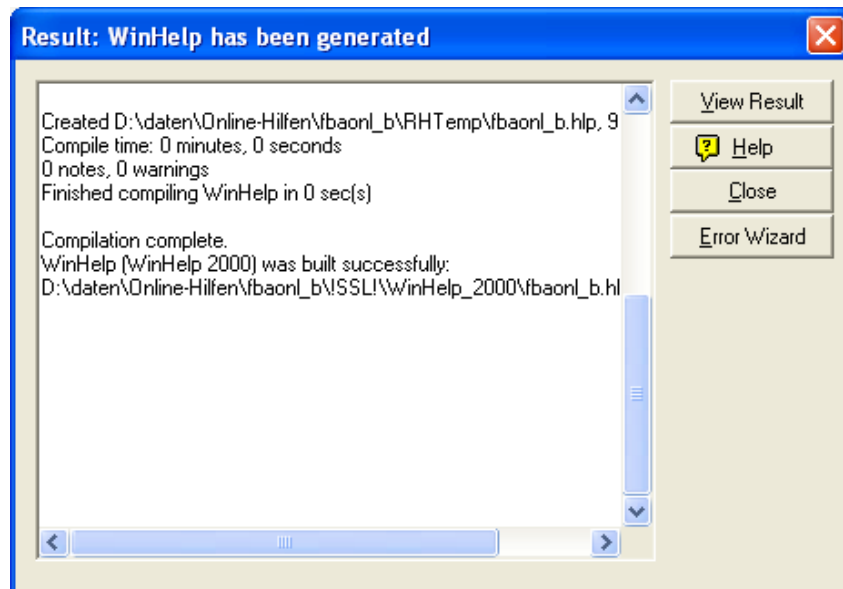 Result: WinHelp has been generated
Created D:\daten\Online-Hilfen\fbaonl_b\RHTemp\fbaonl_b.hlp, 9
Compile time: 0 minutes, 0 seconds
0 notes, 0 warnings
Finished compiling WinHelp in 0 sec(s)
Compilation complete.
WinHelp (WinHelp 2000) was built successfully:
D:\daten\Online-Hilfen\fbaonl_b\!SSL!\WinHelp_2000\fbaonl_b.hl
View Result
? Help
Close
Error Wizard